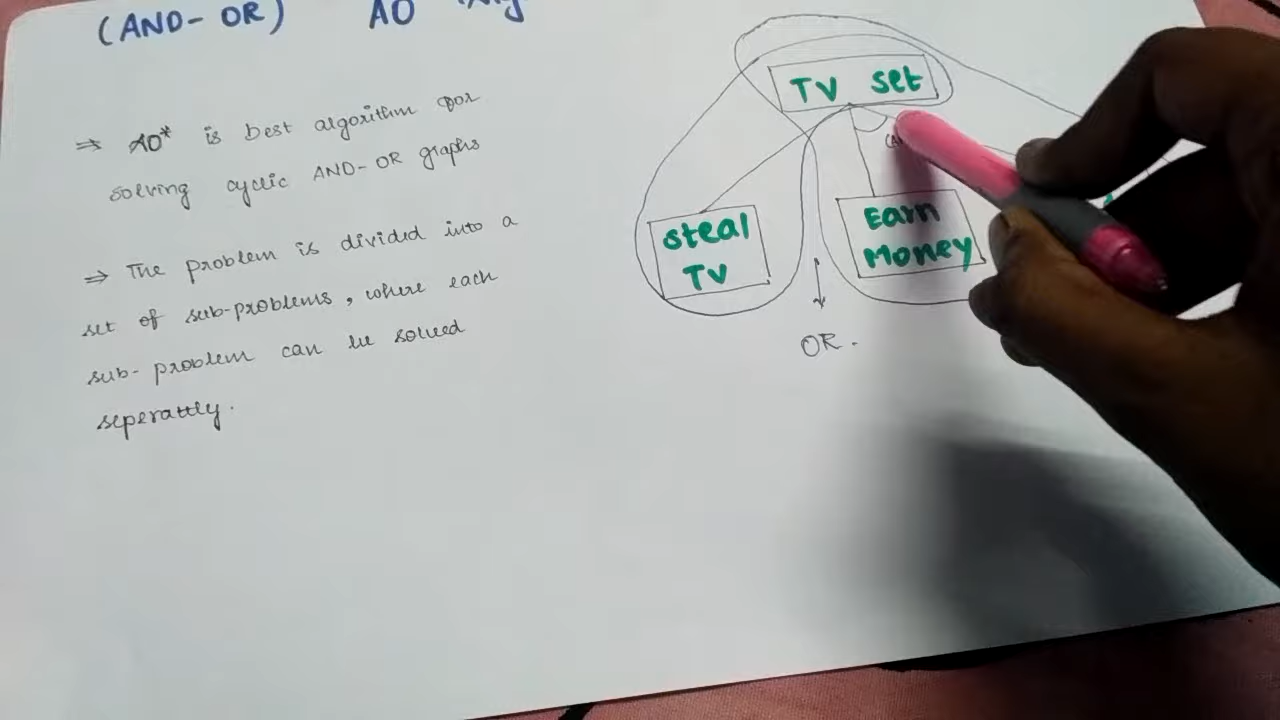 (AND-OR) AO
⇒ AO* is best algorithm for
solving cyclic AND-OR graphs
⇒ The problem is divided into a
set of sub-problems, where each
sub-problem can be solved
seperattly.
TV set
steal
TV
Earn
Money
OR.